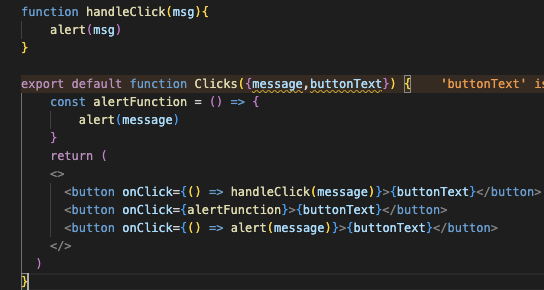 function handleClick(msg){
alert(msg)
}
export default function Clicks({message,buttonText}) { 'buttonText' is
const alertFunction = () => {
alert(message)
}
return (
<>
<button onClick={() => handleClick(message)}>{buttonText}</button>
<button onClick={alertFunction}>{buttonText}</button>
<button onClick={() => alert(message)}>{buttonText}</button>
</>
)
}